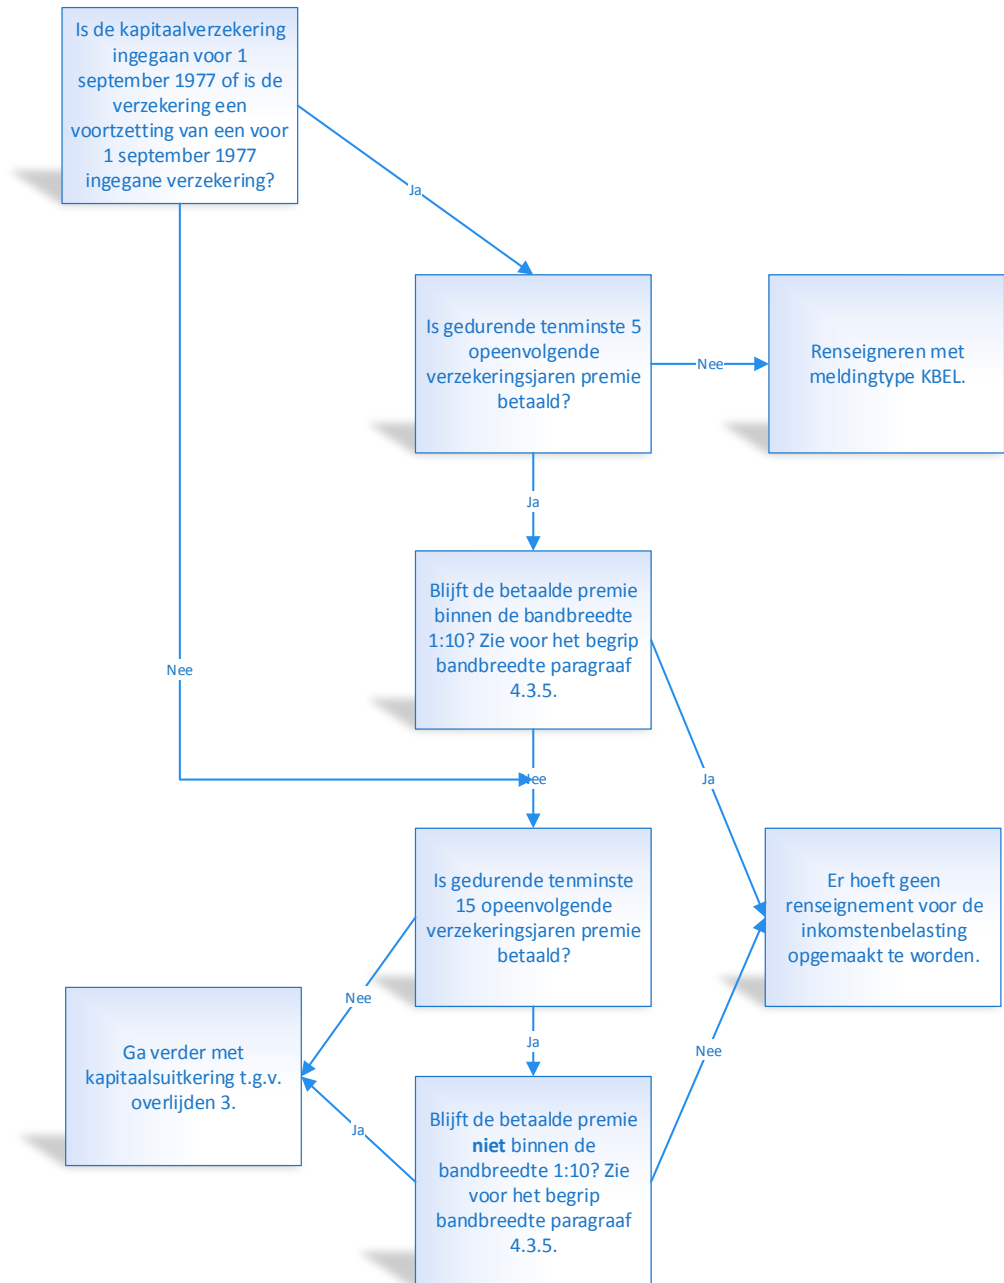 Is de kapitaalverzekering
ingegaan voor 1
september 1977 of is de
verzekering een
voortzetting van een voor
1 september 1977
ingegane verzekering?
Ja
Is gedurende tenminste 5
opeenvolgende
verzekeringsjaren premie
betaald?
Nee
Renseigneren met
meldingtype KBEL.
Ja
Blijft de betaalde premie
binnen de bandbreedte
1:10? Zie voor het begrip
bandbreedte paragraaf
4.3.5.
Nee
Nee
Ja
Is gedurende tenminste
15 opeenvolgende
verzekeringsjaren premie
betaald?
Er hoeft geen
renseignement voor de
inkomstenbelasting
opgemaakt te worden.
Nee
Ja
Nee
Ga verder met
kapitaalsuitkering t.g.v.
overlijden 3.
Ja
Blijft de betaalde premie
niet binnen de
bandbreedte 1:10? Zie
voor het begrip
bandbreedte paragraaf
4.3.5.